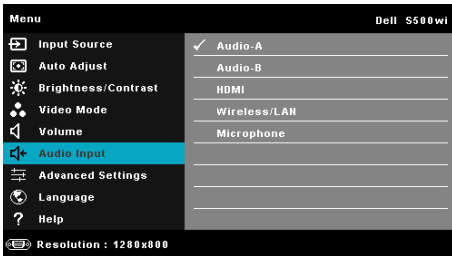 Menu Dell S500wi
Input Source
Auto Adjust
Brightness/Contrast
Video Mode
Volume
Audio Input
Advanced Settings
Language
? Help
Audio-A
Audio-B
HDMI
Wireless/LAN
Microphone
Resolution : 1280x800